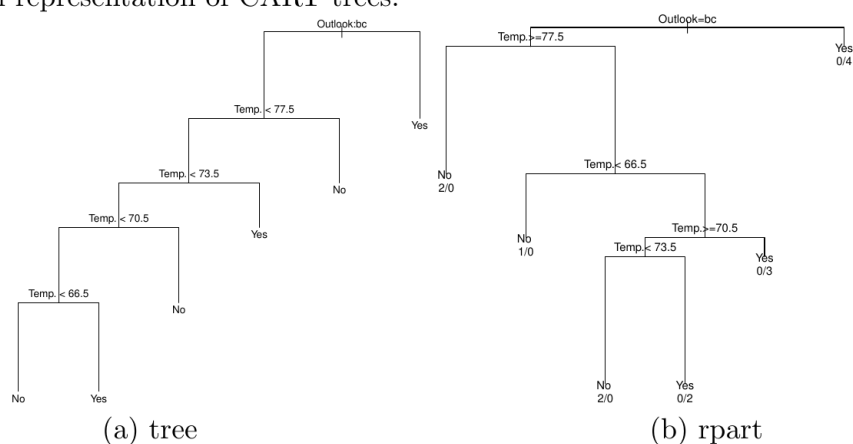 representation of CART trees.
Outlook:bc
Temp. < 77.5
Yes
Temp. < 73.5
No
Temp. < 70.5
Yes
Temp. < 66.5
No
No
Yes
(a) tree
Outlook=bc
Temp.>=77.5
Yes
0/4
No
2/0
Temp.< 66.5
No
1/0
Temp.>=70.5
Temp.< 73.5
Yes
0/3
No
2/0
Yes
0/2
(b) rpart